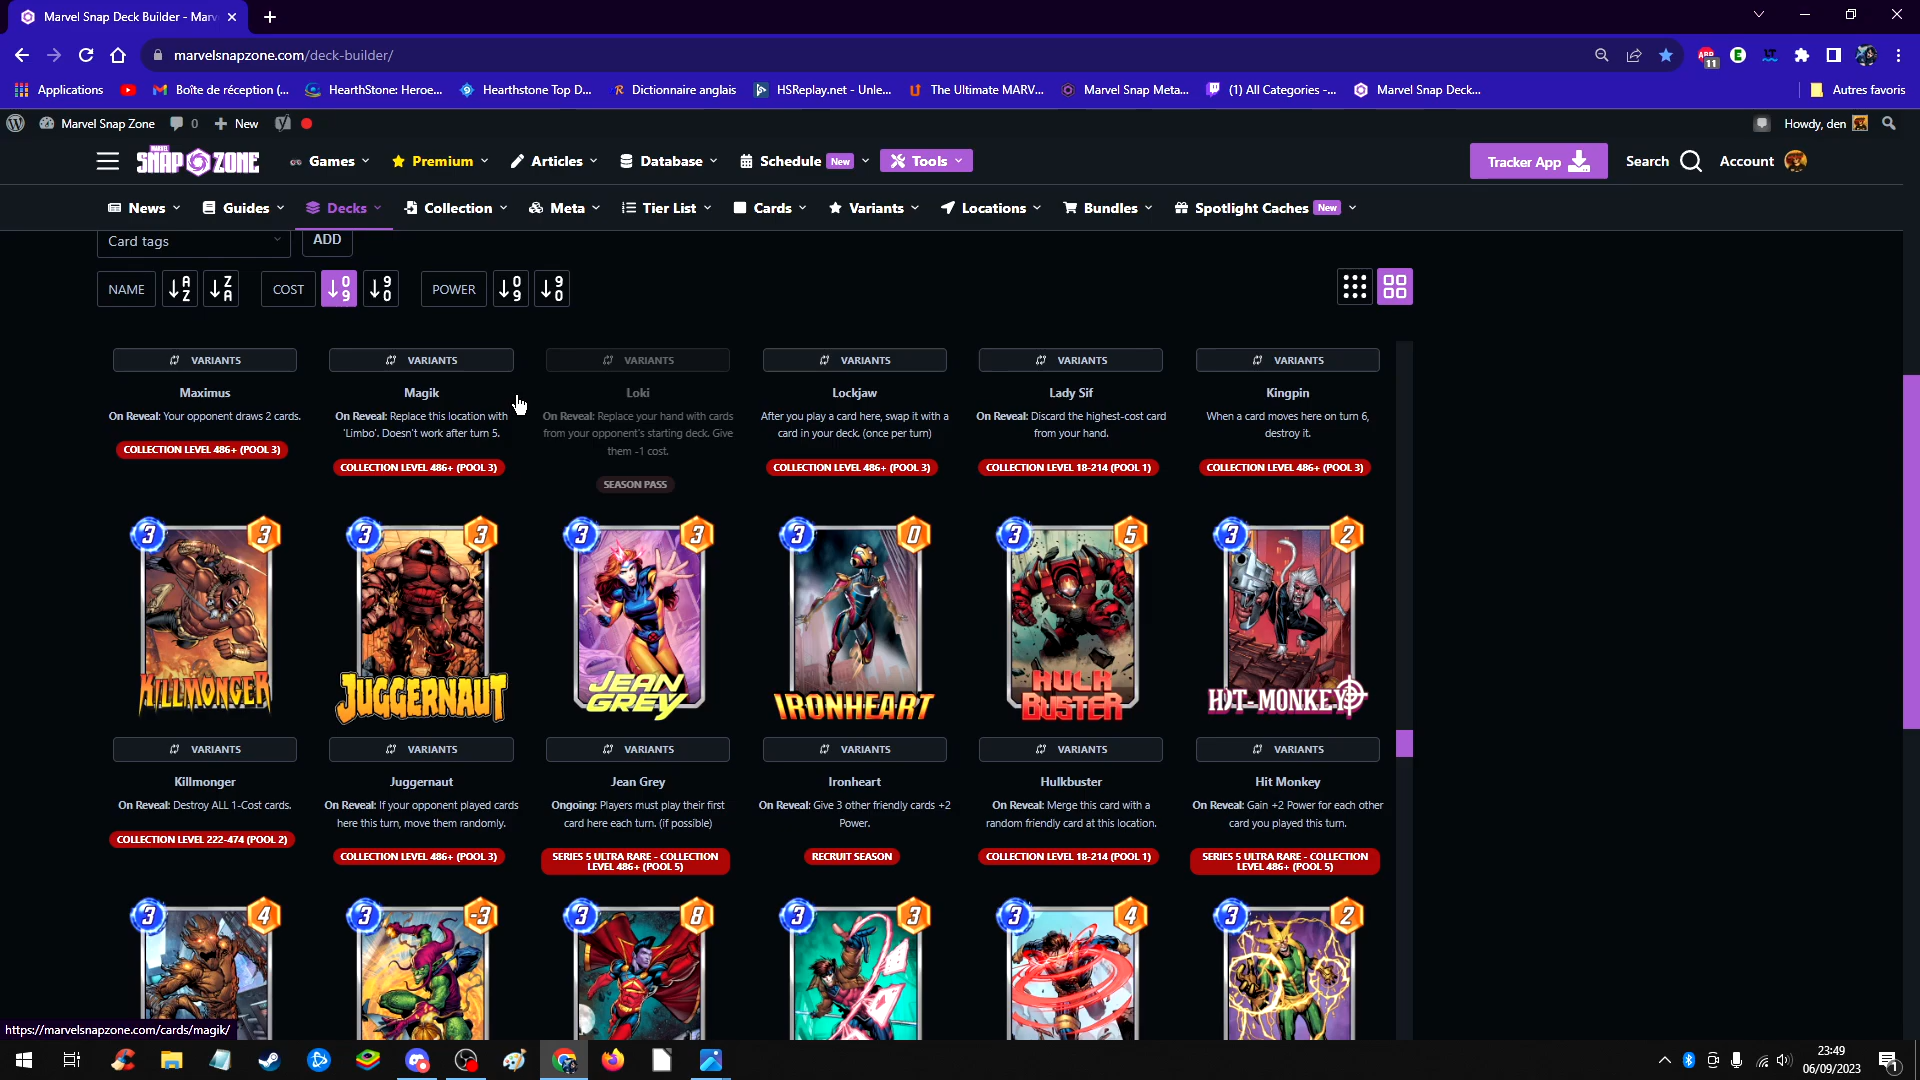 Marvel Snap Deck Builder - Marv
marvelsnapzone.com/deck-builder/
11
Applications
Boîte de réception (...
HearthStone: Heroe...
Hearthstone Top D...
Dictionnaire anglais
HSReplay.net - Unle...
The Ultimate MARV...
Marvel Snap Meta...
(1) All Categories -...
Marvel Snap Deck...
Autres favoris
Marvel Snap Zone
0
New
Howdy, den
MARVEL
SNAP ZONE
Games
Premium
Articles
Database
Schedule New
Tools
Tracker App
Search
Account
News
Guides
Decks
Collection
Meta
Tier List
Cards
Variants
Locations
Bundles
Spotlight Caches New
Card tags
ADD
NAME
A Z
Z A
COST
0 9
9 0
POWER
0 9
9 0
VARIANTS VARIANTS VARIANTS VARIANTS VARIANTS VARIANTS
Maximus
On Reveal: Your opponent draws 2 cards.
COLLECTION LEVEL 486+ (POOL 3)
Magik
On Reveal: Replace this location with
'Limbo'. Doesn't work after turn 5.
COLLECTION LEVEL 486+ (POOL 3)
Loki
On Reveal: Replace your hand with cards
from your opponent's starting deck. Give
them -1 cost.
SEASON PASS
Lockjaw
After you play a card here, swap it with a
card in your deck. (once per turn)
COLLECTION LEVEL 486+ (POOL 3)
Lady Sif
On Reveal: Discard the highest-cost card
from your hand.
COLLECTION LEVEL 18-214 (POOL 1)
Kingpin
When a card moves here on turn 6,
destroy it.
COLLECTION LEVEL 486+ (POOL 3)
3 3
KILLMONGER
VARIANTS
Killmonger
On Reveal: Destroy ALL 1-Cost cards.
COLLECTION LEVEL 222-474 (POOL 2)
3 3
JUGGERNAUT
VARIANTS
Juggernaut
On Reveal: If your opponent played cards
here this turn, move them randomly.
COLLECTION LEVEL 486+ (POOL 3)
3 3
JEAN
GREY
VARIANTS
Jean Grey
Ongoing: Players must play their first
card here each turn. (if possible)
SERIES 5 ULTRA RARE - COLLECTION
LEVEL 486+ (POOL 5)
3 0
IRONHEART
VARIANTS
Ironheart
On Reveal: Give 3 other friendly cards +2
Power.
RECRUIT SEASON
3 5
HULK
BUSTER
VARIANTS
Hulkbuster
On Reveal: Merge this card with a
random friendly card at this location.
COLLECTION LEVEL 18-214 (POOL 1)
3 2
HIT-MONKEY
VARIANTS
Hit Monkey
On Reveal: Gain +2 Power for each other
card you played this turn.
SERIES 5 ULTRA RARE - COLLECTION
LEVEL 486+ (POOL 5)
3 4
3 -3
3 8
3 3
3 4
3 2
https://marvelsnapzone.com/cards/magik/
23:49
06/09/2023
1